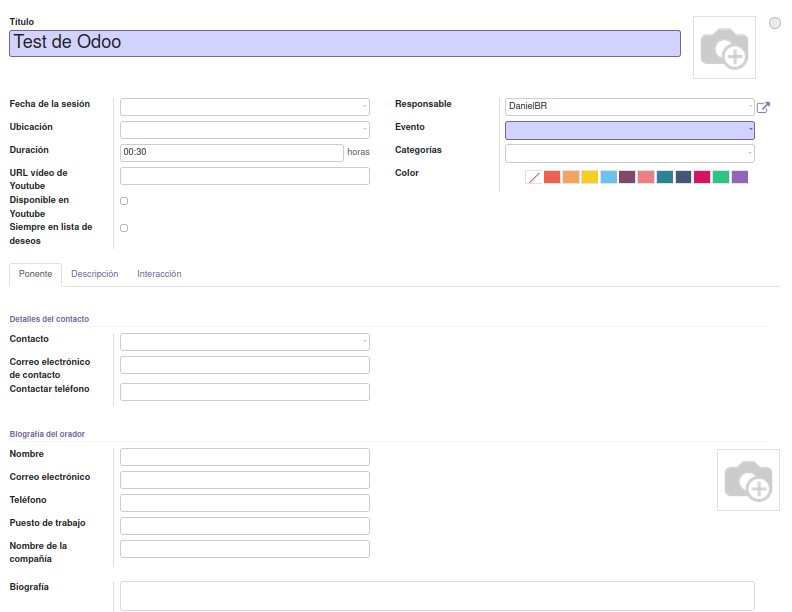 Título
Test de Odoo
Fecha de la sesión
Ubicación
Duración
00:30 horas
URL vídeo de
Youtube
Disponible en
Youtube
Siempre en lista de
deseos
Responsable
DanielBR
Evento
Categorías
Color
Ponente Descripción Interacción
Detalles del contacto
Contacto
Correo electrónico
de contacto
Contactar teléfono
Biografía del orador
Nombre
Correo electrónico
Teléfono
Puesto de trabajo
Nombre de la
compañía
Biografía